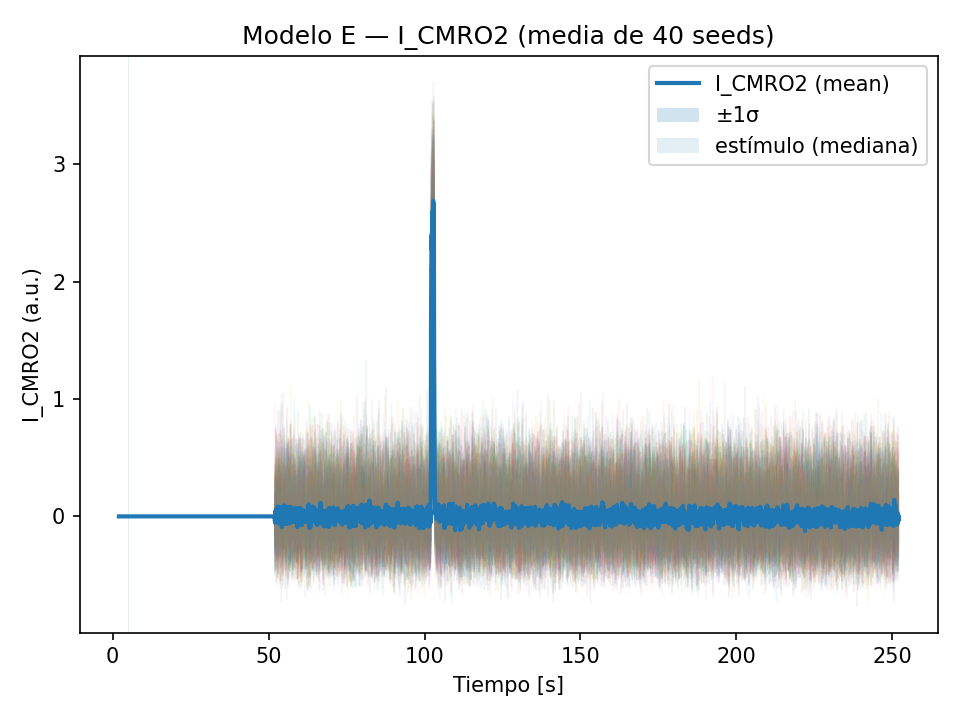 Modelo E — I_CMRO2 (media de 40 seeds)
I_CMRO2 (mean)
±1σ
estímulo (mediana)
I_CMRO2 (a.u.)
3
2
1
0
0 50 100 150 200 250
Tiempo [s]